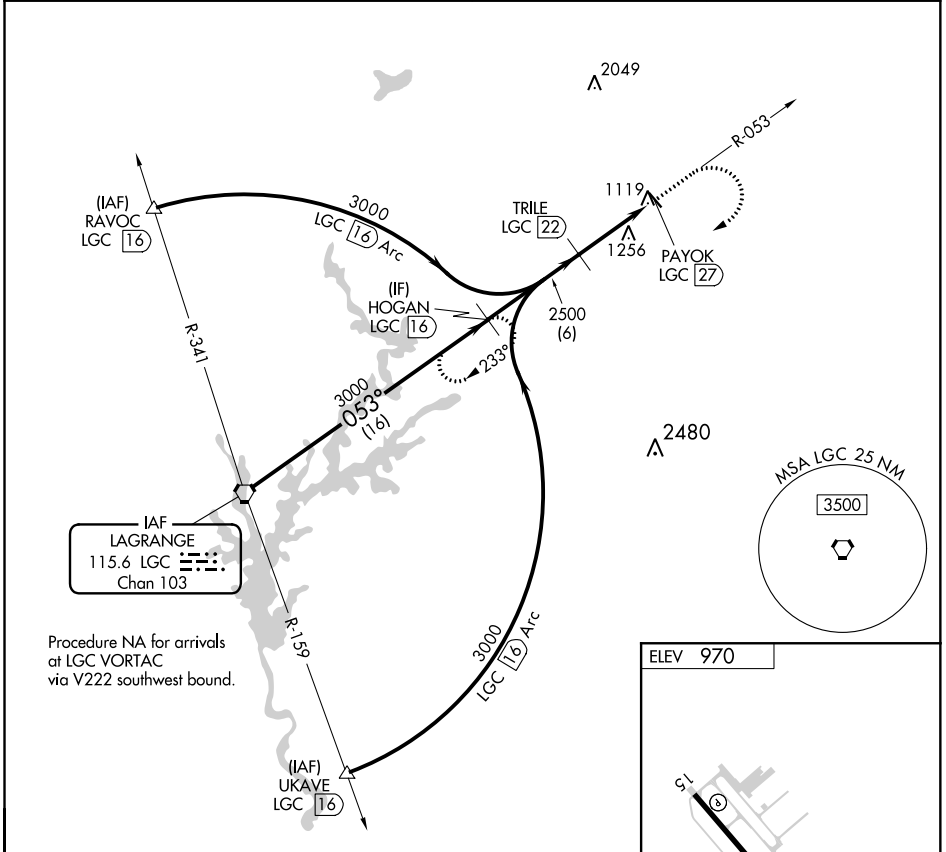 2049
R-053
(IAF)
RAVOC
LGC 16
3000
LGC 16 Arc
TRILE
LGC 22
1119
1256
PAYOK
LGC 27
(IF)
HOGAN
LGC 16
2500
(6)
233°
R-341
3000
053°
(16)
2480
MSA LGC 25 NM
3500
IAF
LAGRANGE
115.6 LGC
Chan 103
R-159
3000
LGC 16 Arc
Procedure NA for arrivals
at LGC VORTAC
via V222 southwest bound.
(IAF)
UKAVE
LGC 16
ELEV 970
15
P